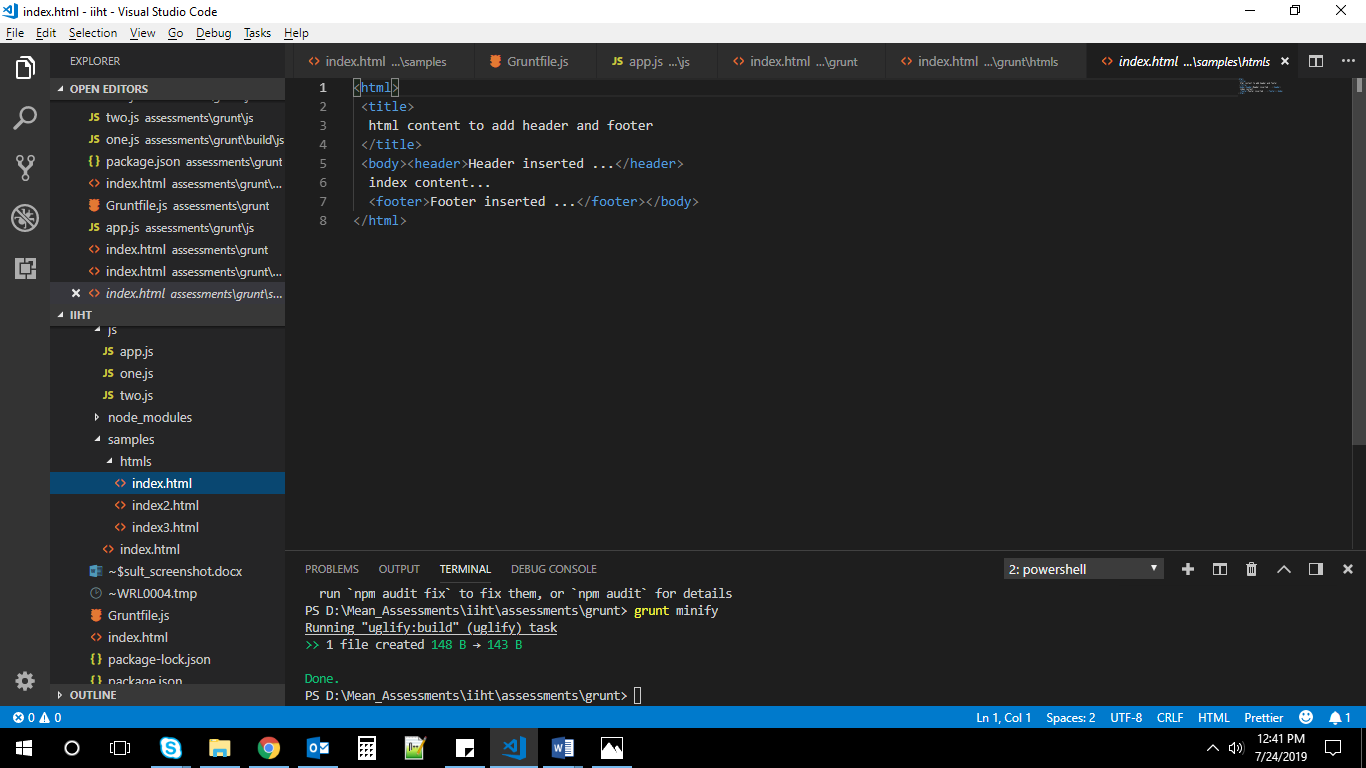 index.html - iiht - Visual Studio Code
File Edit Selection View Go Debug Tasks Help
EXPLORER
index.html ...\samples
Gruntfile.js
app.js ...\js
index.html ...\grunt
index.html ...\grunt\htmls
index.html ...\samples\htmls
OPEN EDITORS
JS two.js assessments\grunt\js
JS one.js assessments\grunt\build\js
{} package.json assessments\grunt
<> index.html assessments\grunt\...
Gruntfile.js assessments\grunt
JS app.js assessments\grunt\js
<> index.html assessments\grunt
<> index.html assessments\grunt\...
<> index.html assessments\grunt\s...
IIHT
js
JS app.js
JS one.js
JS two.js
node_modules
samples
htmls
<> index.html
<> index2.html
<> index3.html
<> index.html
~$sult_screenshot.docx
~WRL0004.tmp
Gruntfile.js
<> index.html
{} package-lock.json
{} package.json
OUTLINE
1 <html>
2 <title>
3 html content to add header and footer
4 </title>
5 <body><header>Header inserted ...</header>
6 index content...
7 <footer>Footer inserted ...</footer></body>
8 </html>
PROBLEMS OUTPUT TERMINAL DEBUG CONSOLE
2: powershell
run `npm audit fix` to fix them, or `npm audit` for details
PS D:\Mean_Assessments\iiht\assessments\grunt> grunt minify
Running "uglify:build" (uglify) task
>> 1 file created 148 B → 143 B
Done.
PS D:\Mean_Assessments\iiht\assessments\grunt>
0 0
Ln 1, Col 1 Spaces: 2 UTF-8 CRLF HTML Prettier 1
12:41 PM
7/24/2019